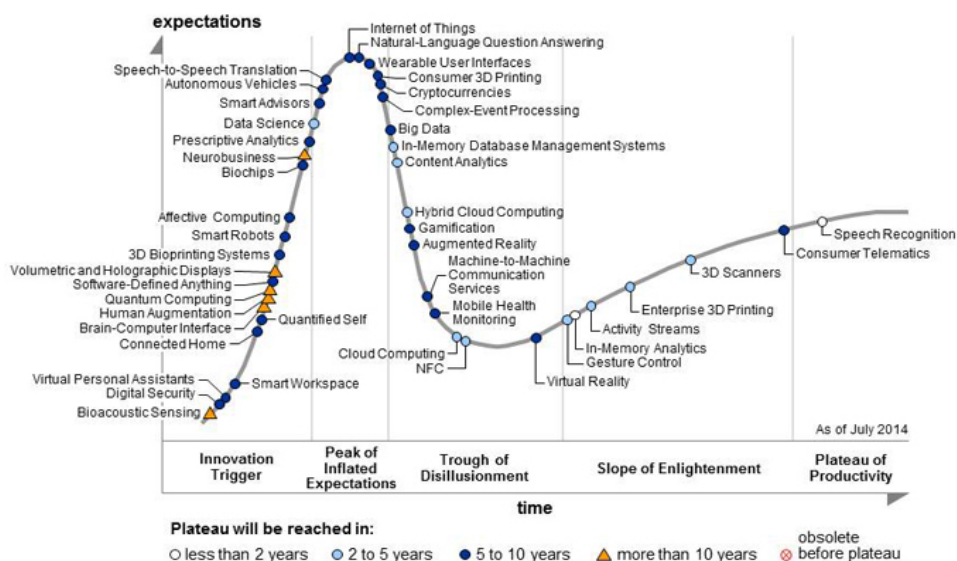 expectations
Internet of Things
Natural-Language Question Answering
Wearable User Interfaces
Speech-to-Speech Translation
Consumer 3D Printing
Autonomous Vehicles
Cryptocurrencies
Smart Advisors
Complex-Event Processing
Data Science
Big Data
Prescriptive Analytics
In-Memory Database Management Systems
Neurobusiness
Content Analytics
Biochips
Hybrid Cloud Computing
Affective Computing
Gamification
Speech Recognition
Smart Robots
Augmented Reality
Consumer Telematics
3D Bioprinting Systems
Machine-to-Machine
Communication
Services
Volumetric and Holographic Displays
3D Scanners
Software-Defined Anything
Quantum Computing
Mobile Health
Monitoring
Enterprise 3D Printing
Human Augmentation
Quantified Self
Brain-Computer Interface
Activity Streams
Connected Home
In-Memory Analytics
Cloud Computing
Gesture Control
NFC
Virtual Reality
Virtual Personal Assistants
Smart Workspace
Digital Security
Bioacoustic Sensing
As of July 2014
Innovation
Trigger
Peak of
Inflated
Expectations
Trough of
Disillusionment
Slope of Enlightenment
Plateau of
Productivity
time
Plateau will be reached in:
less than 2 years
2 to 5 years
5 to 10 years
more than 10 years
obsolete
before plateau